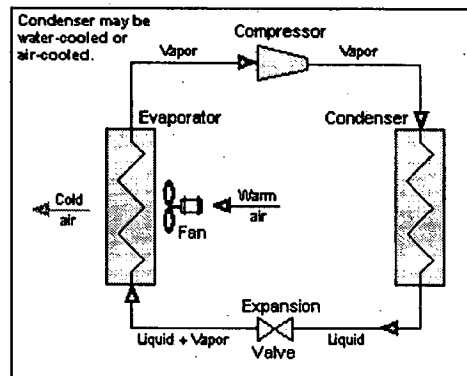 Condenser may be
water-cooled or
air-cooled.
Compressor
Vapor
Vapor
Evaporator
Condenser
Cold
air
Warm
air
Fan
Expansion
Valve
Liquid + Vapor
Liquid